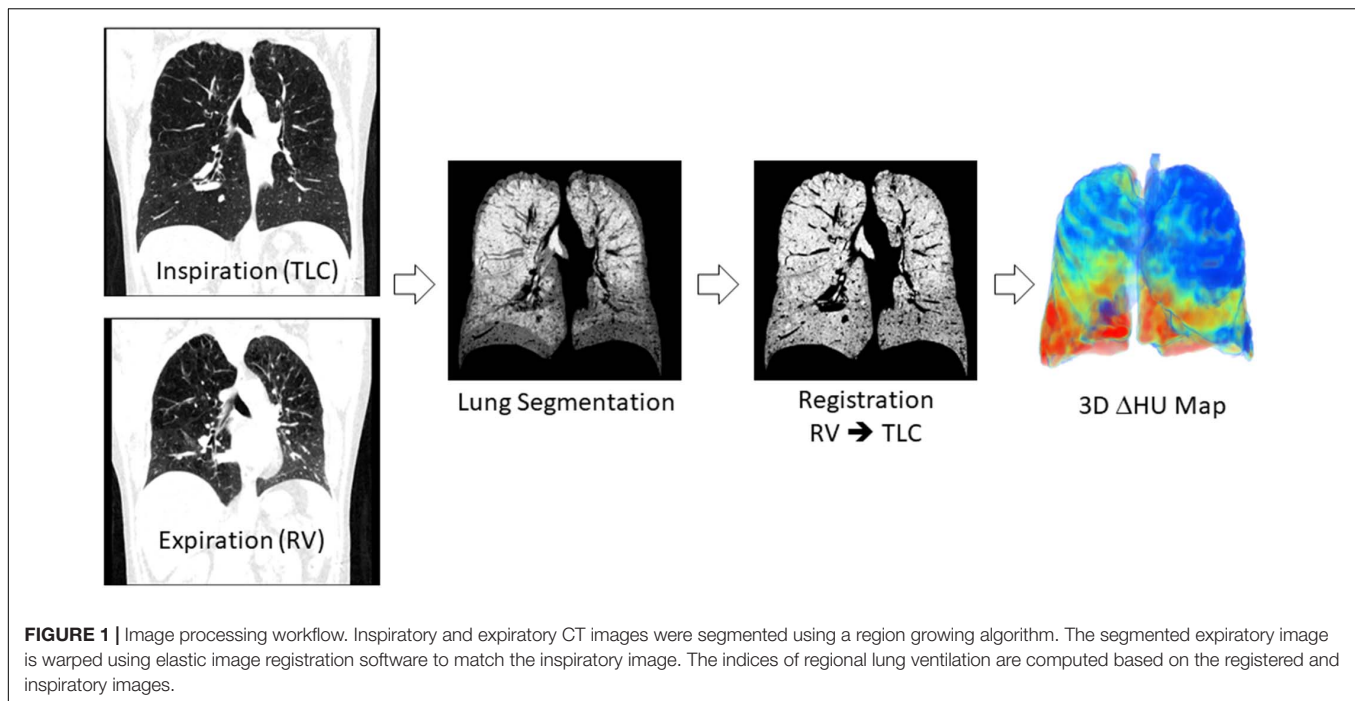 Inspiration (TLC)
Expiration (RV)
Lung Segmentation
Registration
RV ➔ TLC
3D ΔHU Map
FIGURE 1 | Image processing workflow. Inspiratory and expiratory CT images were segmented using a region growing algorithm. The segmented expiratory image
is warped using elastic image registration software to match the inspiratory image. The indices of regional lung ventilation are computed based on the registered and
inspiratory images.